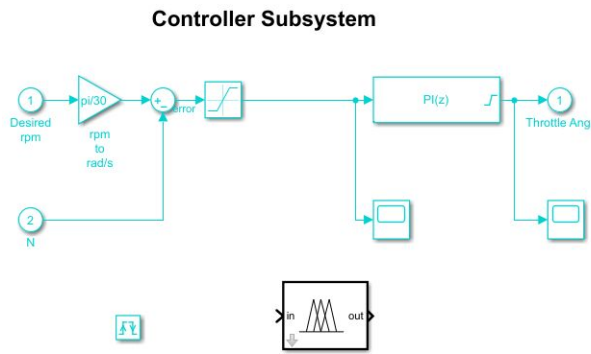 Controller Subsystem
1
Desired
rpm
pi/30
rpm
to
rad/s
+
−
error
PI(z)
1
Throttle Ang
2
N
in
out